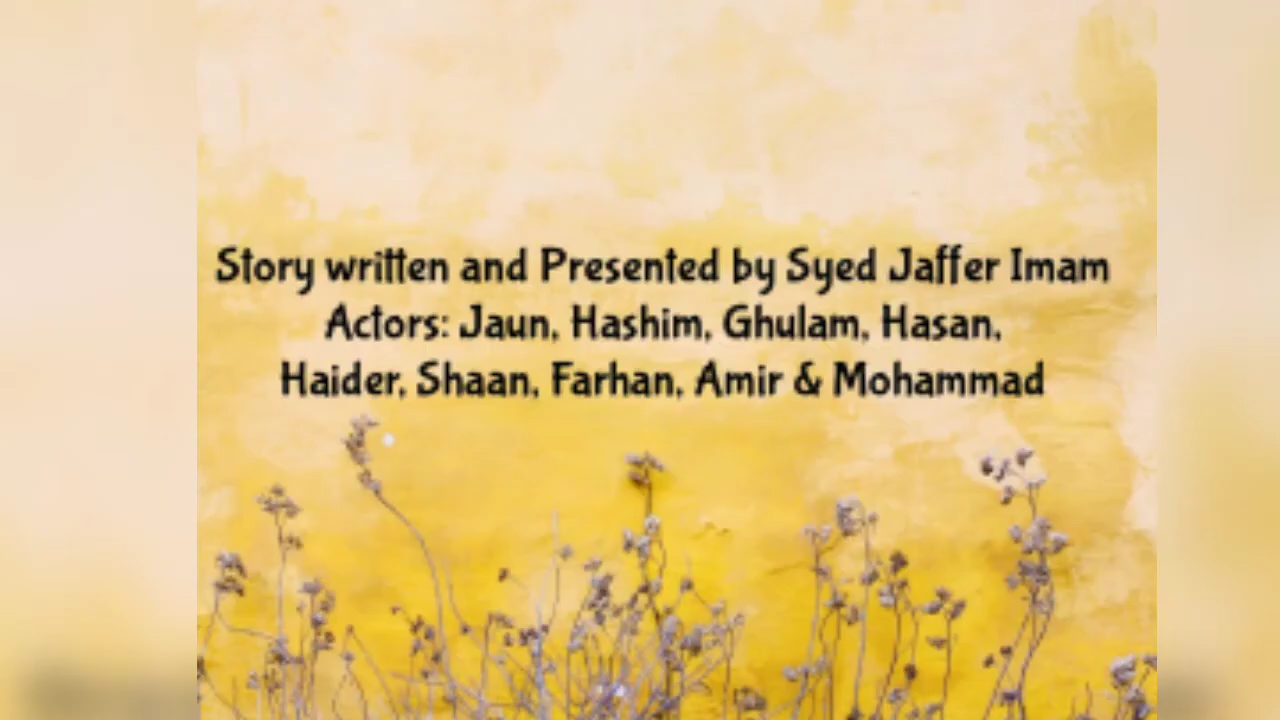 Story written and Presented by Syed Jaffer Imam
Actors: Jaun, Hashim, Ghulam, Hasan,
Haider, Shaan, Farhan, Amir & Mohammad